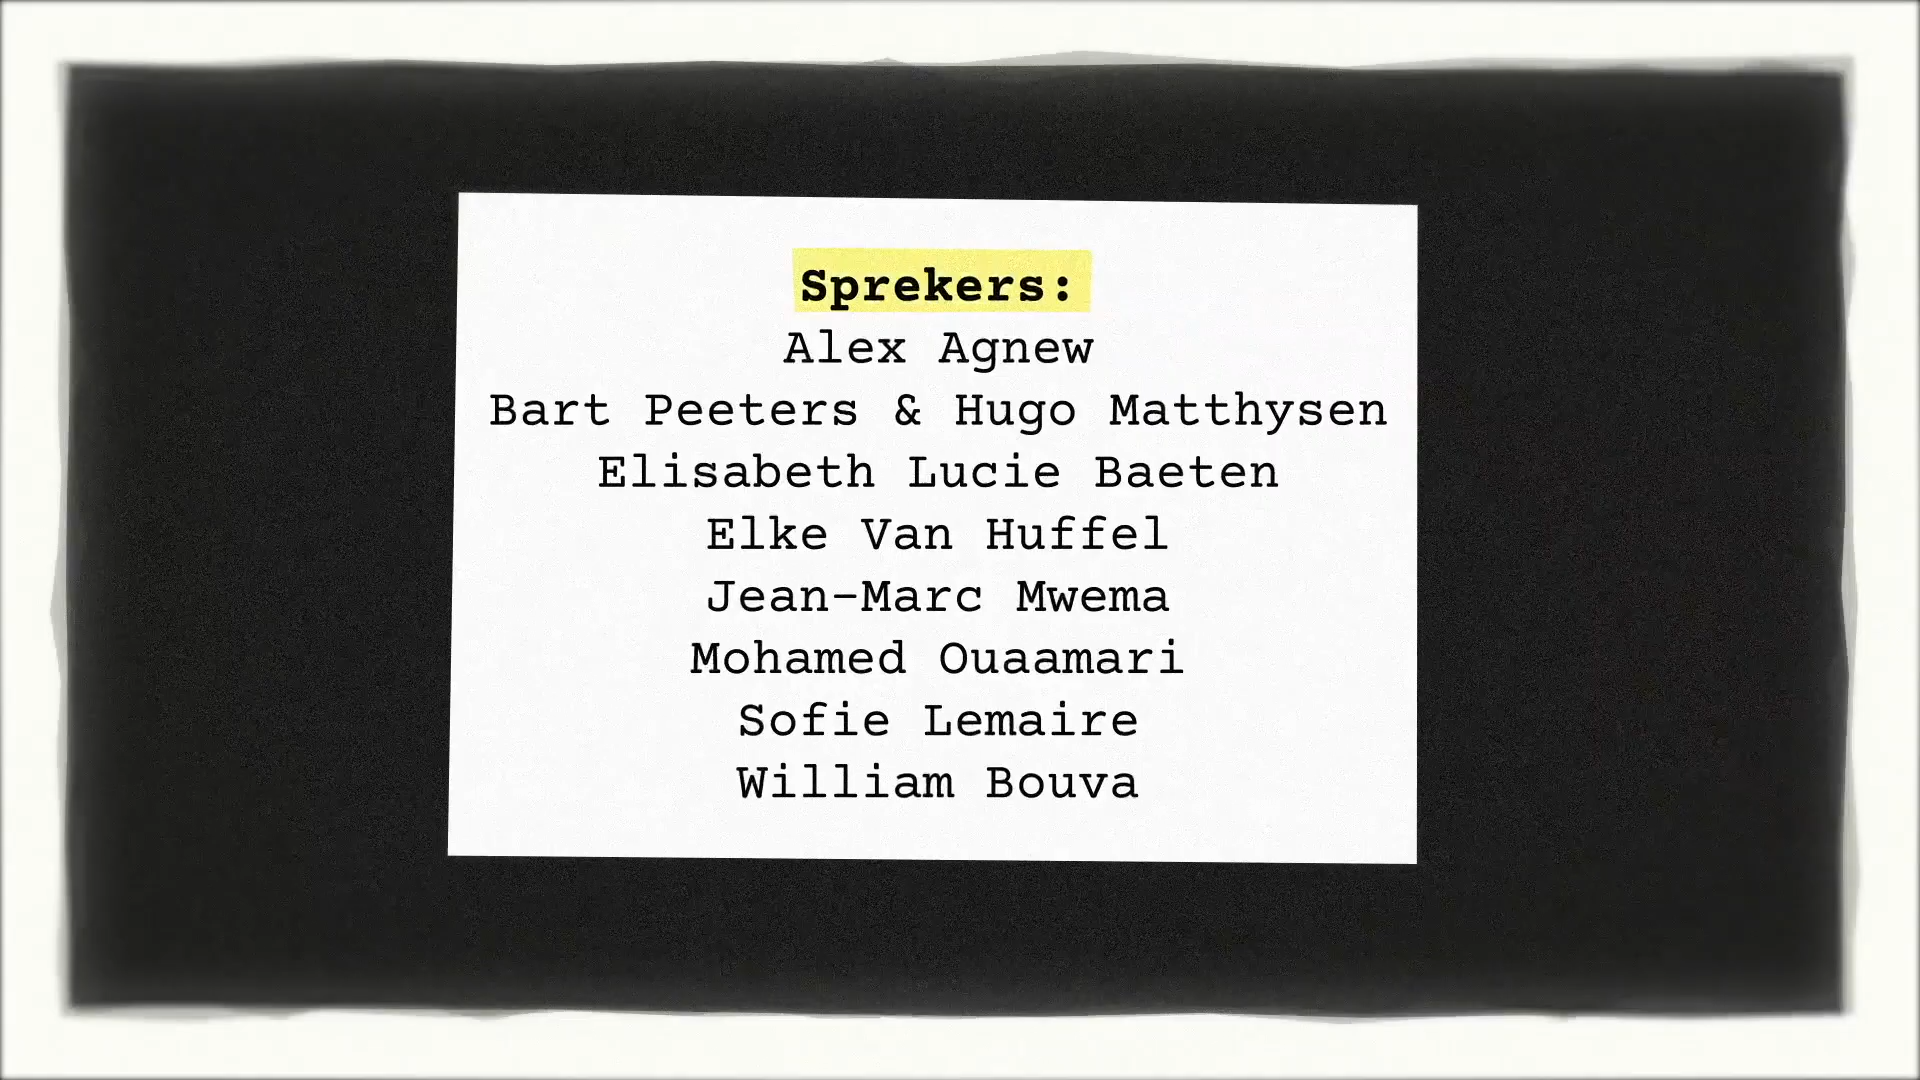 Sprekers:
Alex Agnew
Bart Peeters & Hugo Matthysen
Elisabeth Lucie Baeten
Elke Van Huffel
Jean-Marc Mwema
Mohamed Ouaamari
Sofie Lemaire
William Bouva